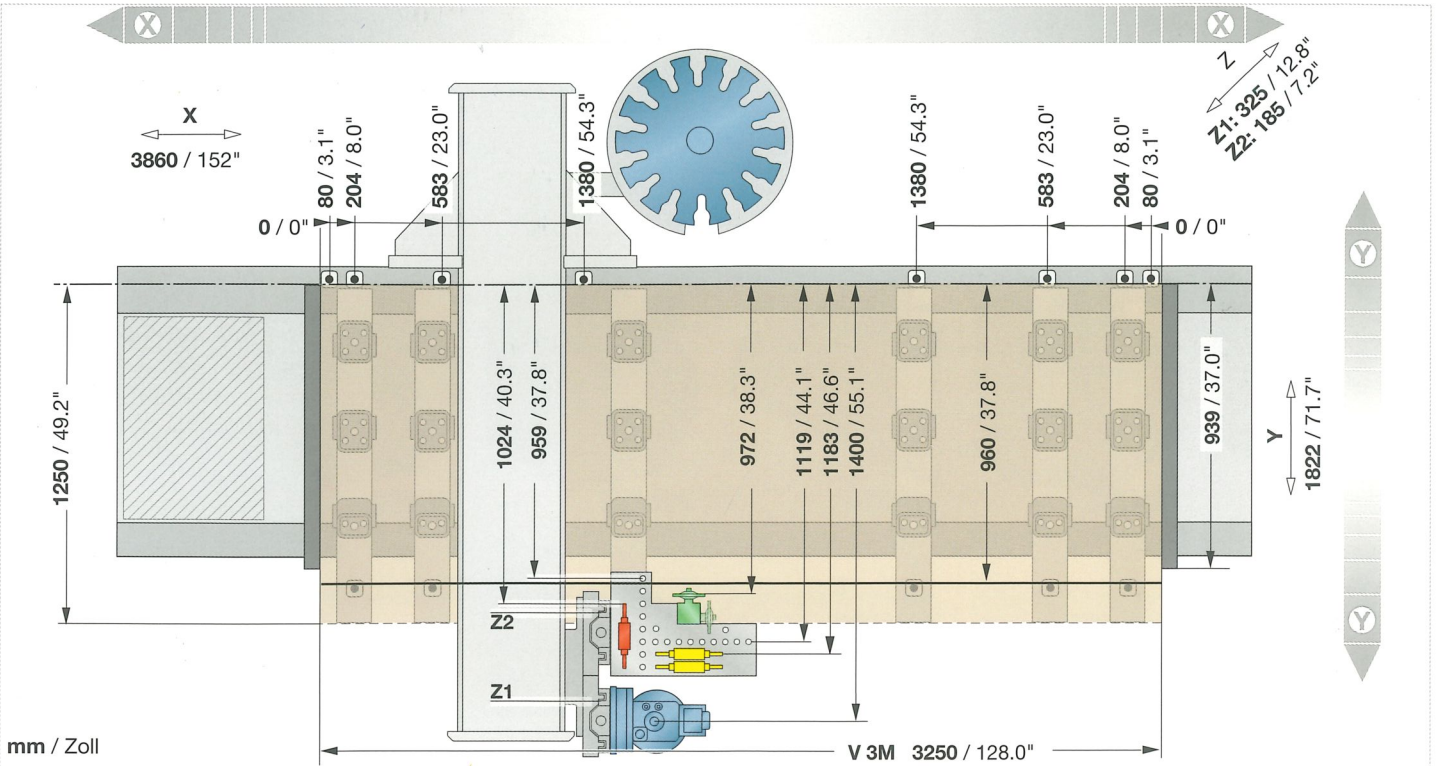 X
X
Z
Z1: 325 / 12.8"
Z2: 185 / 7.2"
X
3860 / 152"
80 / 3.1"
204 / 8.0"
583 / 23.0"
1380 / 54.3"
1380 / 54.3"
583 / 23.0"
204 / 8.0"
80 / 3.1"
0 / 0"
0 / 0"
Y
1250 / 49.2"
1024 / 40.3"
959 / 37.8"
972 / 38.3"
1119 / 44.1"
1183 / 46.6"
1400 / 55.1"
960 / 37.8"
939 / 37.0"
Y
1822 / 71.7"
Z2
Y
Z1
mm / Zoll
V 3M 3250 / 128.0"